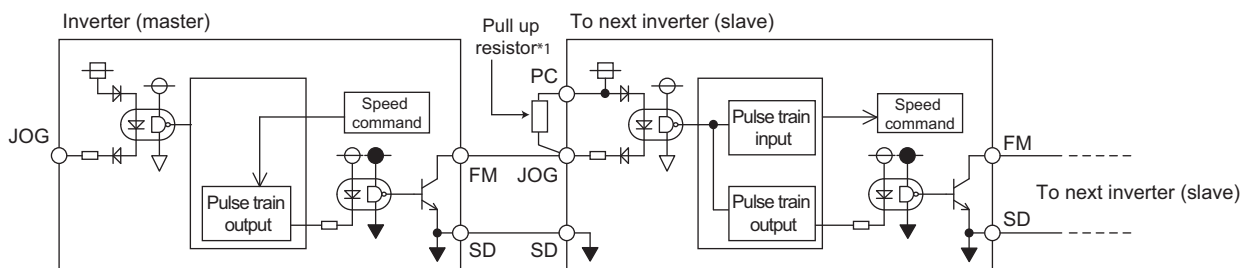 Inverter (master)
To next inverter (slave)
Pull up
resistor*1
PC
JOG
Speed
command
Pulse train
output
FM
JOG
SD
SD
Pulse train
input
Pulse train
output
Speed
command
FM
SD
To next inverter (slave)